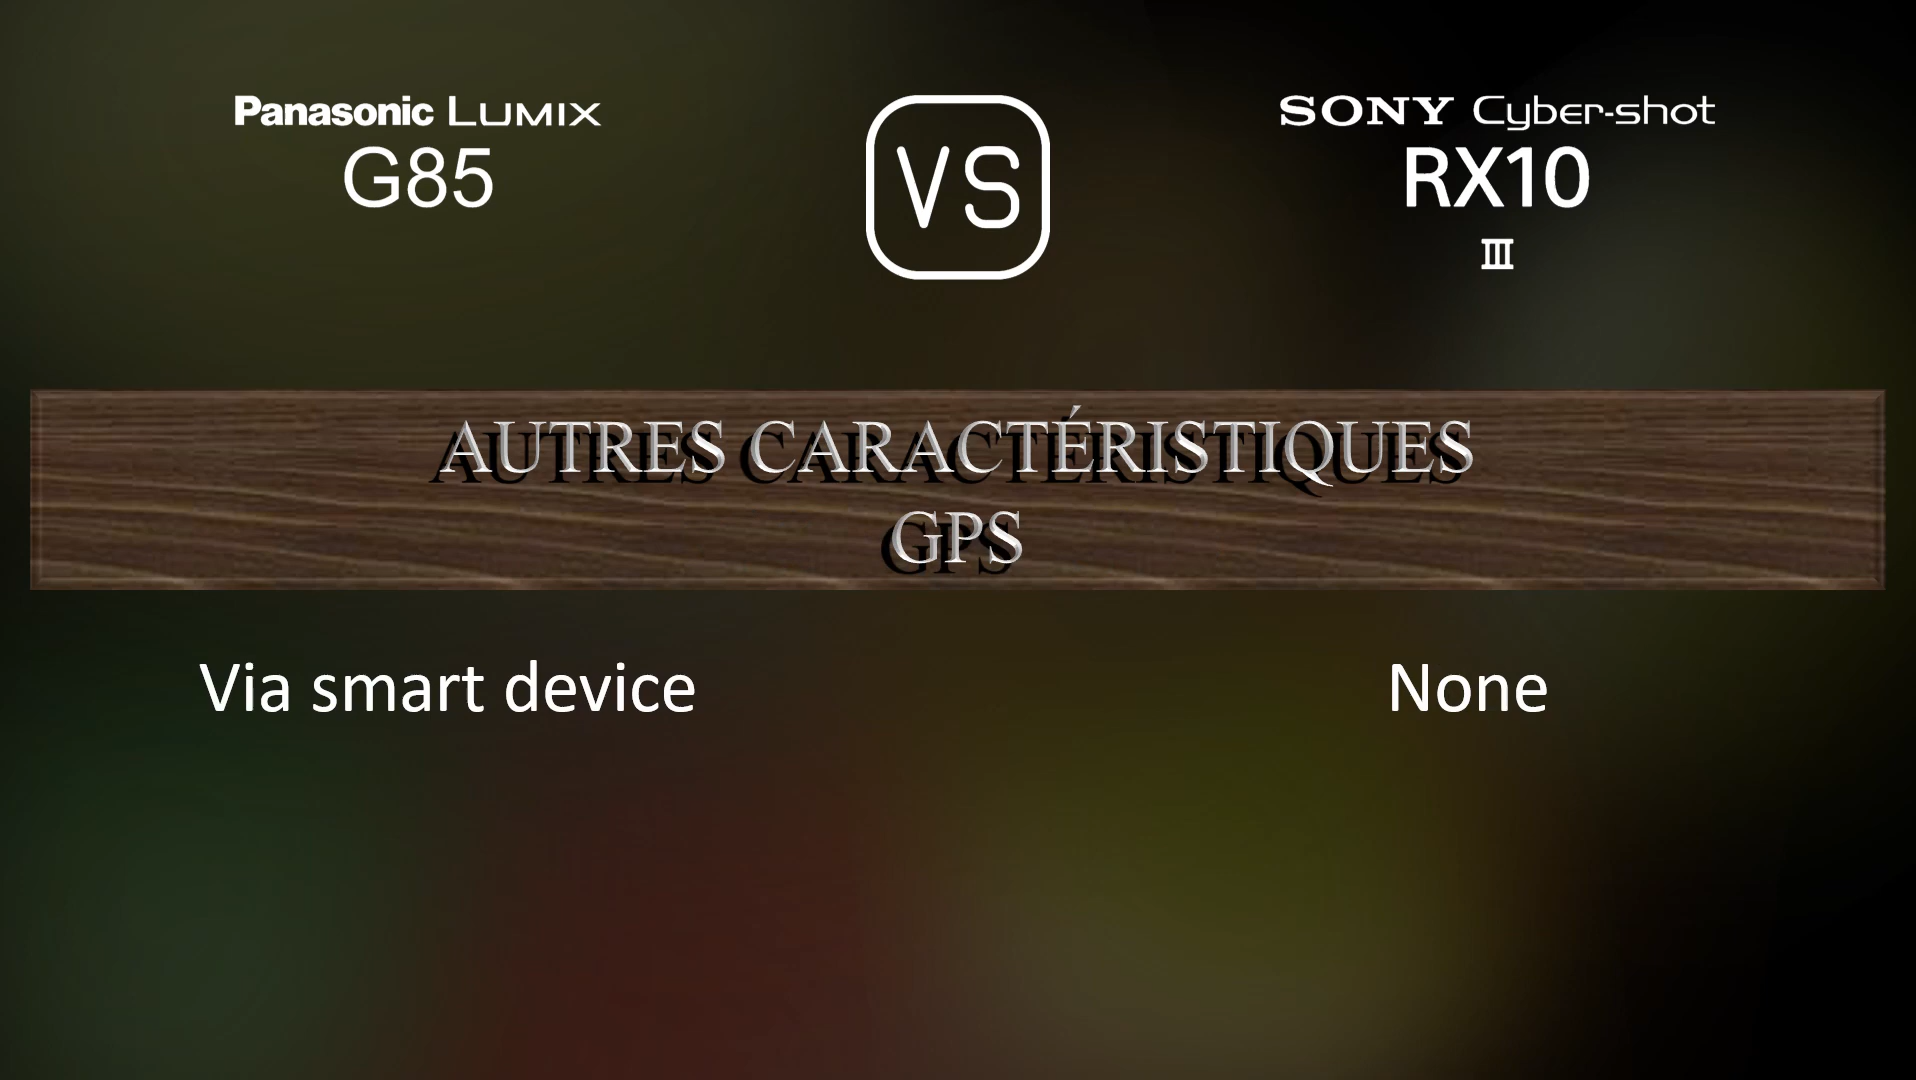 Panasonic LUMIX
G85
VS
SONY Cyber-shot
RX10
III
AUTRES CARACTÉRISTIQUES
GPS
Via smart device
None